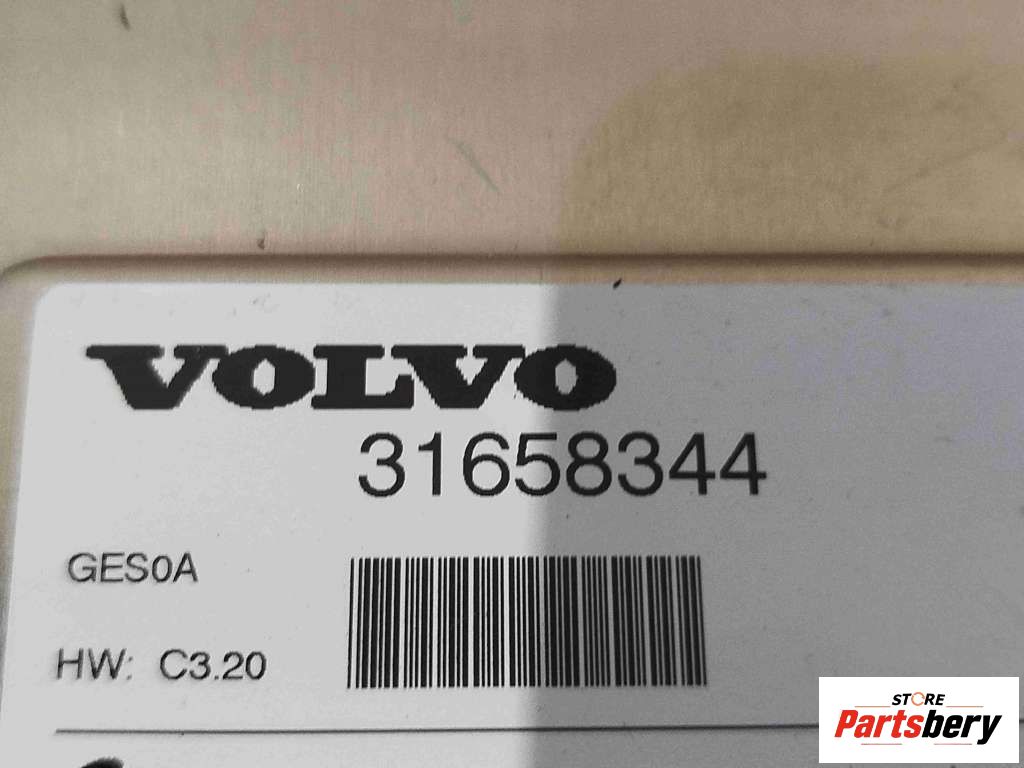 VOLVO
31658344
GES0A
HW: C3.20
STORE
Partsbery